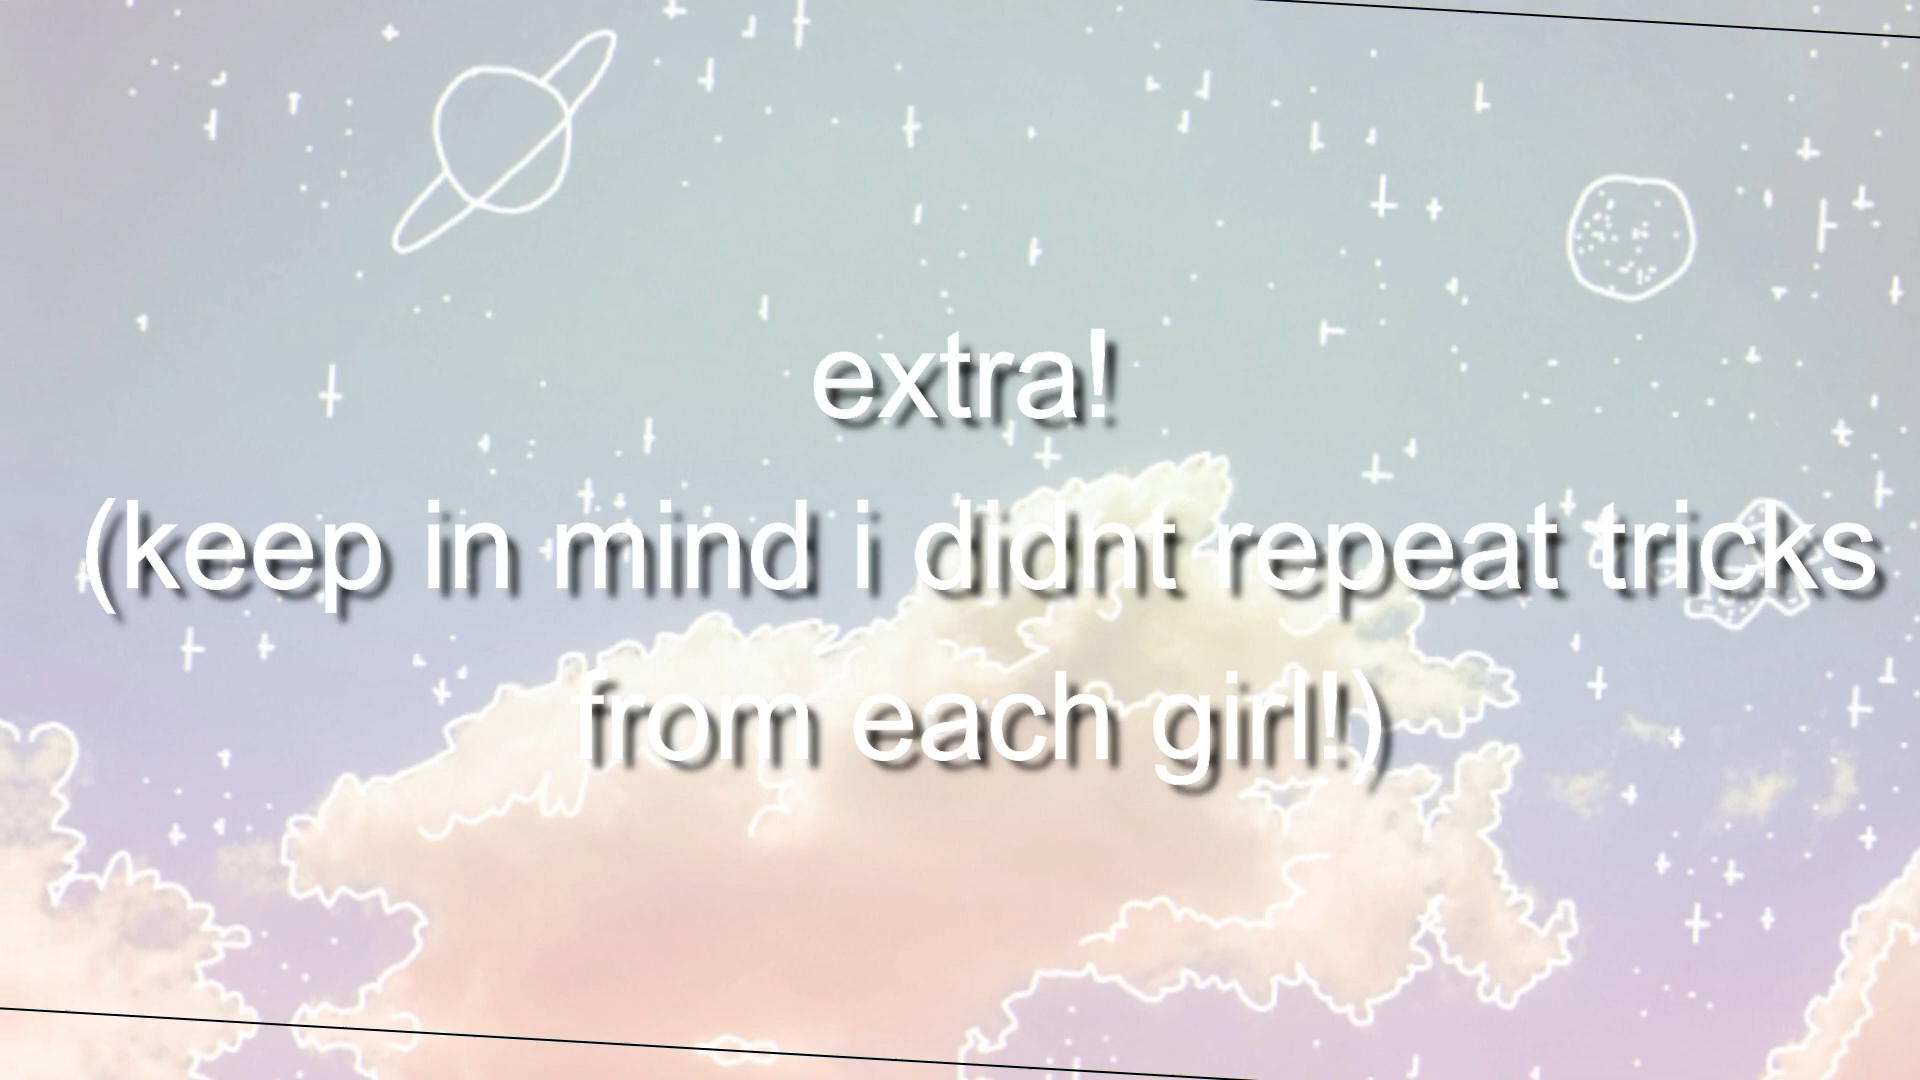 extra!
(keep in mind i didnt repeat tricks
from each girl!)